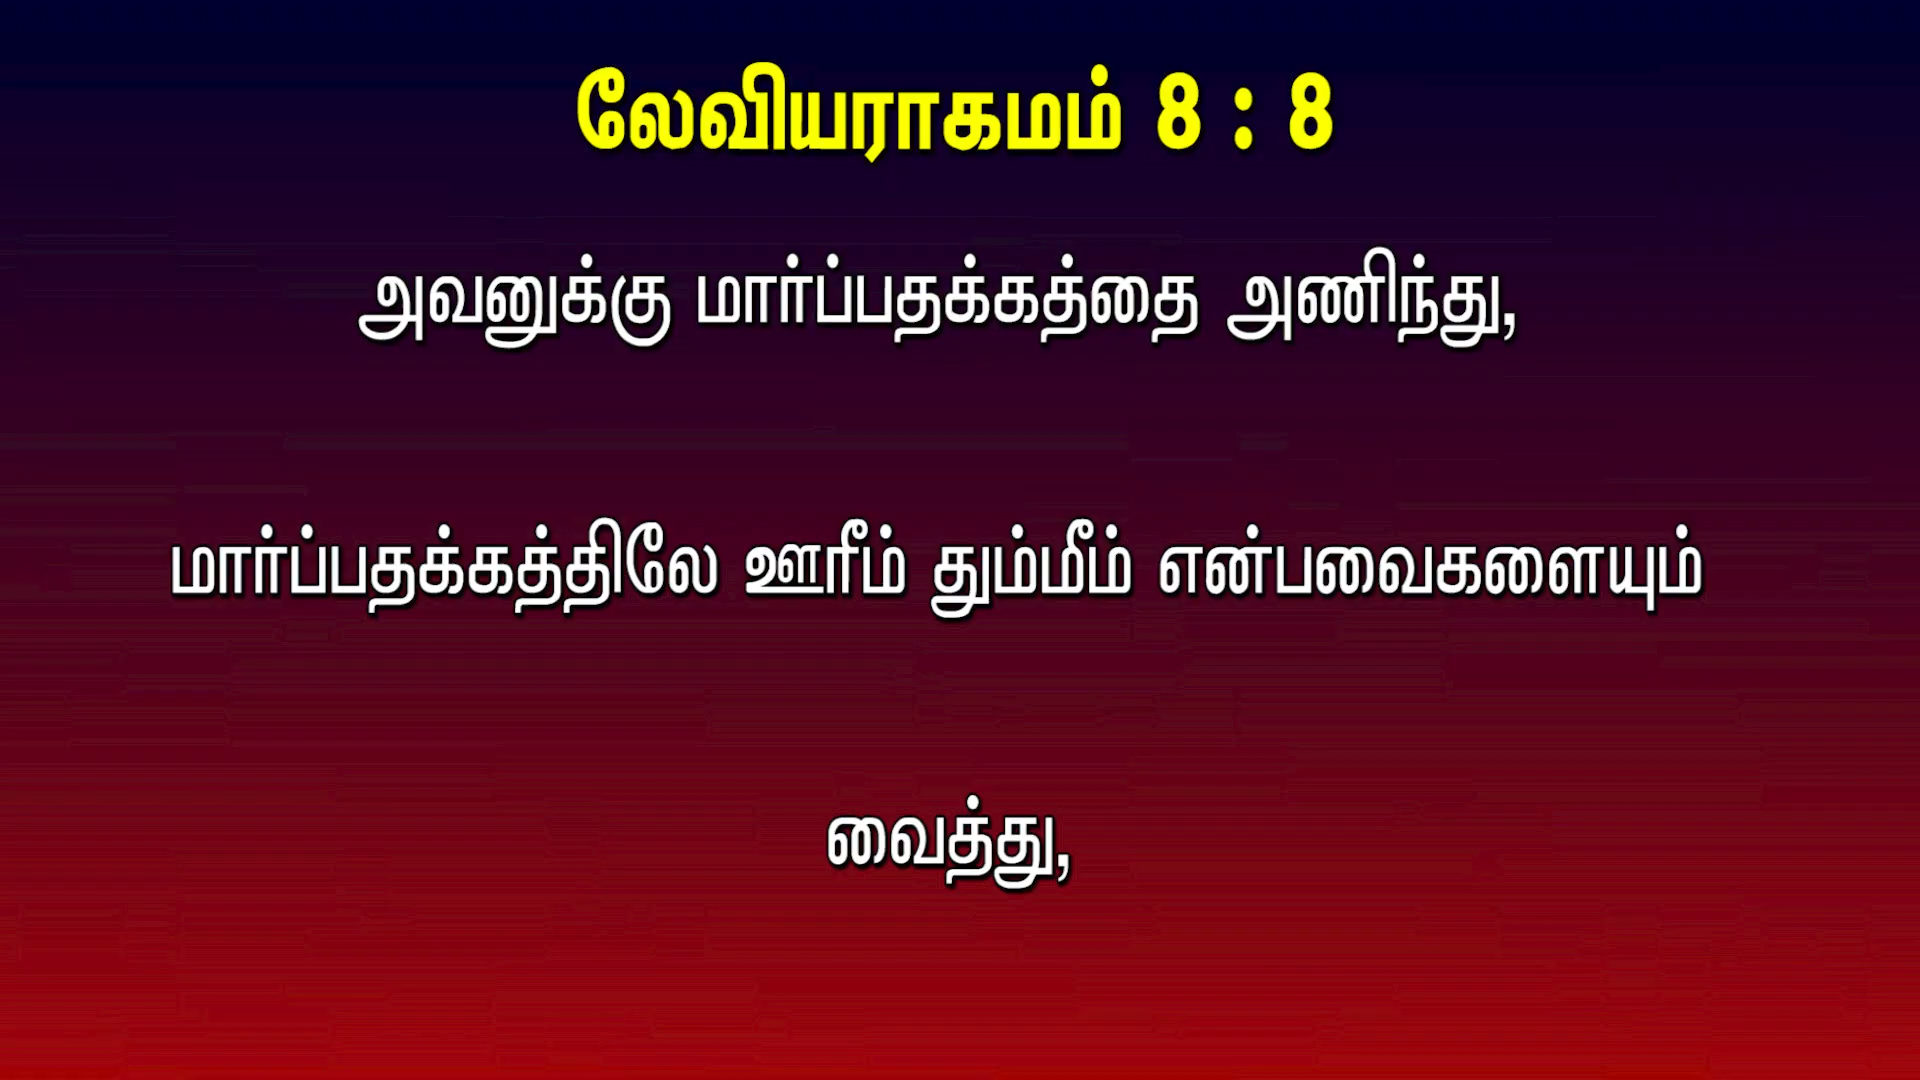 லேவியராகமம் 8 : 8
அவனுக்கு மார்ப்பதக்கத்தை அணிந்து,
மார்ப்பதக்கத்திலே ஊரீம் தும்மீம் என்பவைகளையும்
வைத்து,